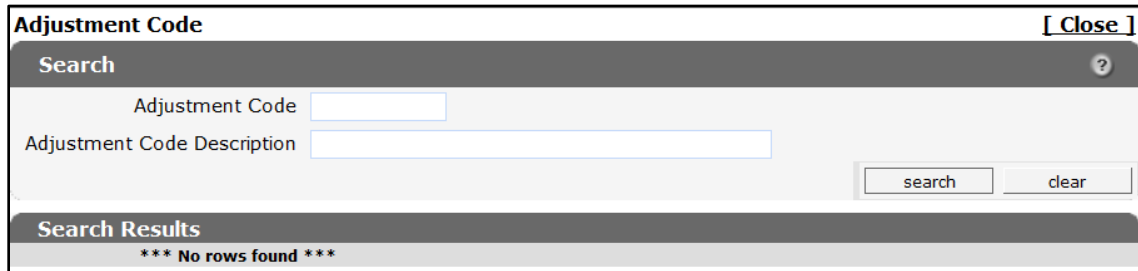 Adjustment Code [ Close ]
Search ?
Adjustment Code
Adjustment Code Description
search clear
Search Results
*** No rows found ***